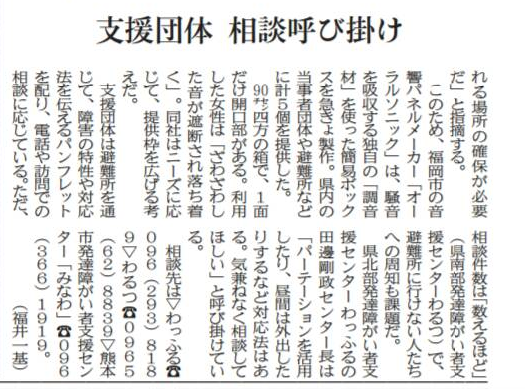 支援団体 相談呼び掛け
れる場所の確保が必要
だ」と指摘する。
このため、福岡市の音
響パネルメーカー「オー
ラルソニック」は、騒音
を吸収する独自の「調音
材」を使った簡易ボック
スを急きょ製作。県内の
当事者団体や避難所など
に計5個を提供した。
90㌢四方の箱で、1面
だけ開口部がある。利用
した女性は「ざわざわし
た音が遮断され落ち着
く」。同社はニーズに応
じて、提供枠を広げる考
えだ。
支援団体は避難所を通
じて、障害の特性や対応
法を伝えるパンフレット
を配り、電話や訪問での
相談に応じている。ただ、
相談件数は「数えるほど」
(県南部発達障がい者支
援センターわるつ)で、
避難所に行けない人たち
への周知も課題だ。
県北部発達障がい者支
援センターわっふるの
田邊剛政センター長は
「パーテーションを活用
したり、昼間は外出した
りするなど対応法はあ
る。気兼ねなく相談して
ほしい」と呼び掛けてい
る。
相談先は▽わっふる☎
096(293)818
9▽わるつ☎0965
(62)8839▽熊本
市発達障がい者支援セン
ター「みなわ」☎096
(366)1919。
(福井一基)